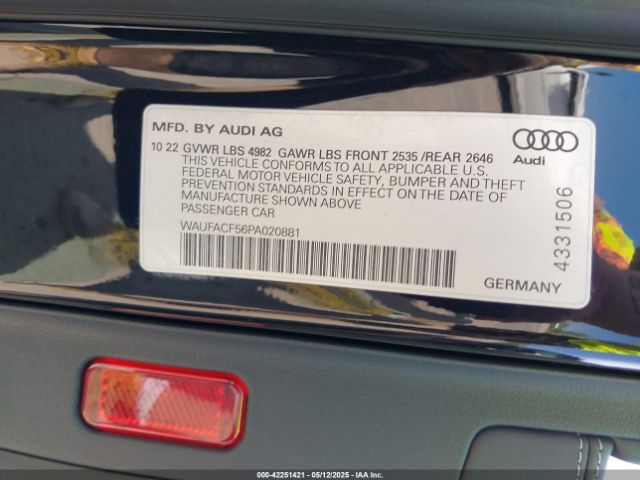 MFD. BY AUDI AG
10 22 GVWR LBS 4982 GAWR LBS FRONT 2535 /REAR 2646
THIS VEHICLE CONFORMS TO ALL APPLICABLE U.S.
FEDERAL MOTOR VEHICLE SAFETY, BUMPER AND THEFT
PREVENTION STANDARDS IN EFFECT ON THE DATE OF
MANUFACTURE SHOWN ABOVE
PASSENGER CAR
WAUFACF56PA020881
Audi
4331506
GERMANY
000-42251421 - 05/12/2025 - IAA, Inc.